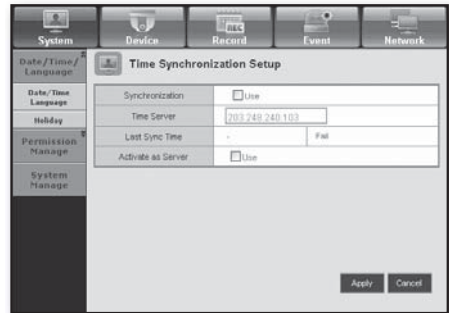 System Device Record Event Network
REC
Date/Time/
Language
Date/Time
Language
Holiday
Permission
Manage
System
Manage
Time Synchronization Setup
Synchronization Use
Time Server 203.248.240.103
Last Sync Time - Fail
Activate as Server Use
Apply Cancel